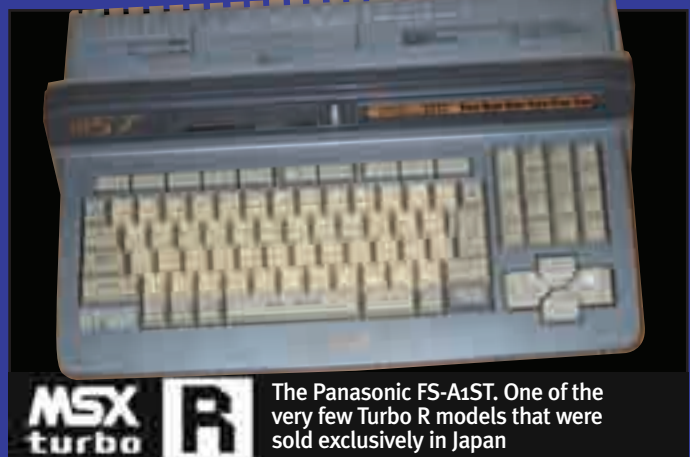 MSX
turbo
R
The Panasonic FS-A1ST. One of the
very few Turbo R models that were
sold exclusively in Japan